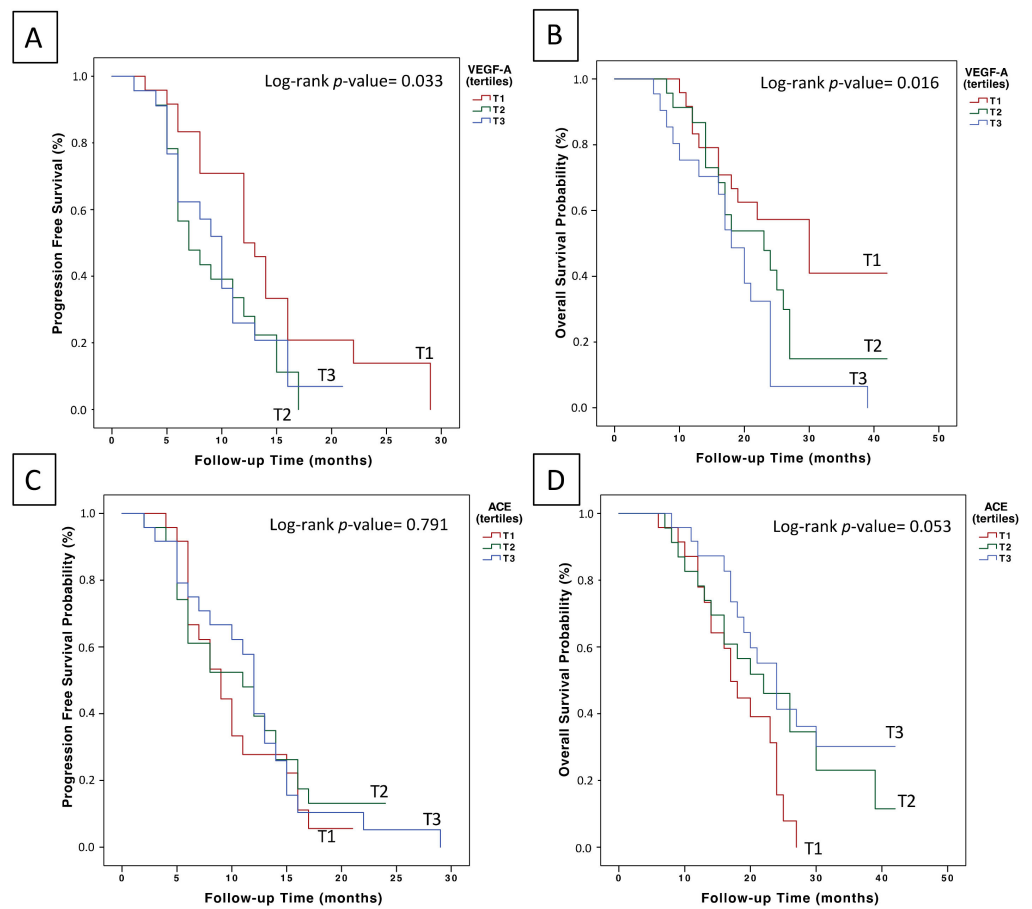 A
Log-rank p-value= 0.033
VEGF-A
(tertiles)
T1
T2
T3
Progression Free Survival (%)
1.0
0.8
0.6
0.4
0.2
0.0
T1
T3
T2
0 5 10 15 20 25 30
Follow-up Time (months)
B
Log-rank p-value= 0.016
VEGF-A
(tertiles)
T1
T2
T3
Overall Survival Probability (%)
1.0
0.8
0.6
0.4
0.2
0.0
T1
T2
T3
0 10 20 30 40 50
Follow-up Time (months)
C
Log-rank p-value= 0.791
ACE
(tertiles)
T1
T2
T3
Progression Free Survival Probability (%)
1.0
0.8
0.6
0.4
0.2
0.0
T2
T3
T1
0 5 10 15 20 25 30
Follow-up Time (months)
D
Log-rank p-value= 0.053
ACE
(tertiles)
T1
T2
T3
Overall Survival Probability (%)
1.0
0.8
0.6
0.4
0.2
0.0
T3
T2
T1
0 10 20 30 40 50
Follow-up Time (months)